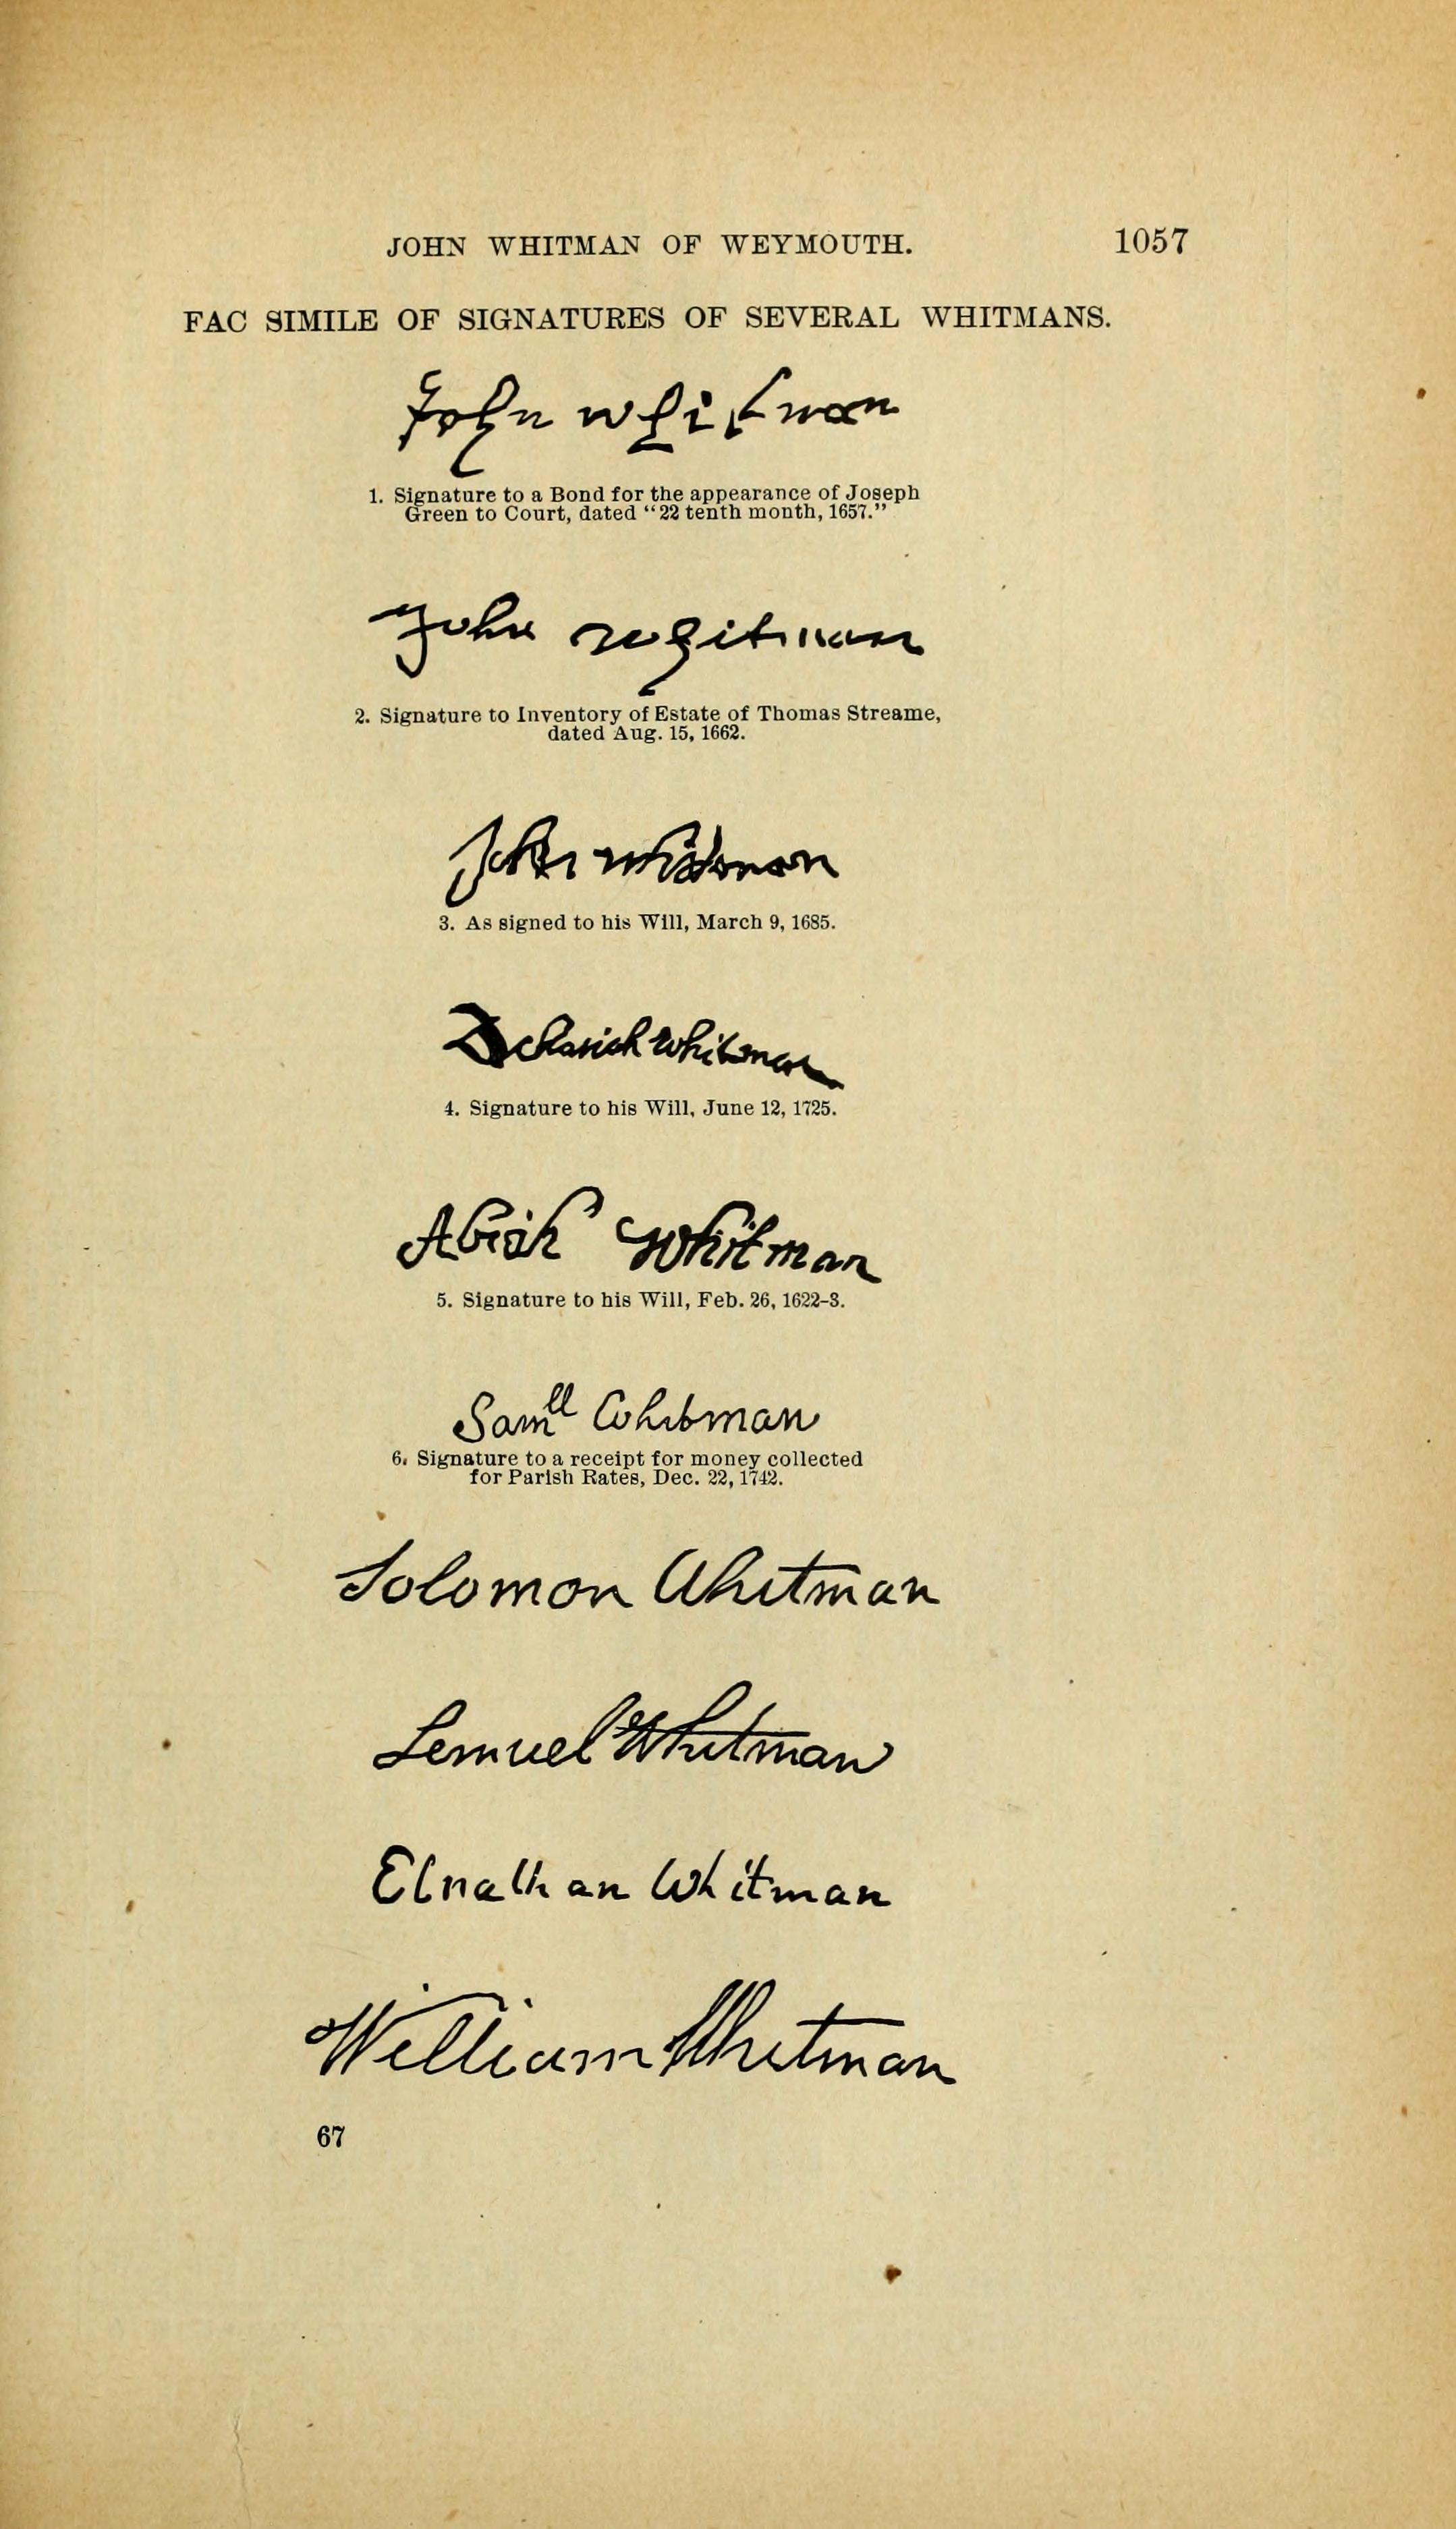 JOHN WHITMAN OF WEYMOUTH. 1057
FAC SIMILE OF SIGNATURES OF SEVERAL WHITMANS.
John Whitman
1. Signature to a Bond for the appearance of Joseph
Green to Court, dated "22 tenth month, 1657."
John Whitman
2. Signature to Inventory of Estate of Thomas Streame,
dated Aug. 15, 1662.
John Whitman
3. As signed to his Will, March 9, 1685.
Zechariah Whitman
4. Signature to his Will, June 12, 1725.
Abiah Whitman
5. Signature to his Will, Feb. 26, 1622-3.
Samll Whitman
6. Signature to a receipt for money collected
for Parish Rates, Dec. 22, 1742.
Solomon Whitman
Lemuel Whitman
Elnathan Whitman
William Whitman
67